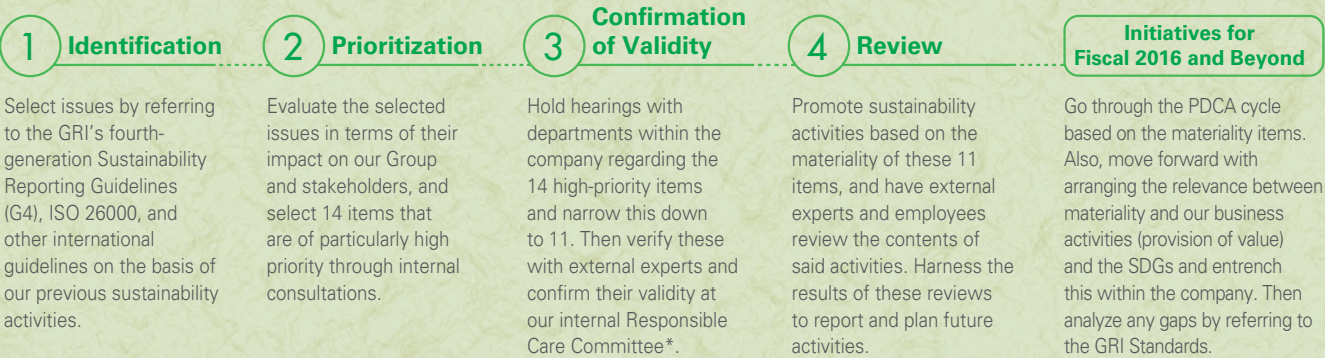 1 Identification
Select issues by referring
to the GRI's fourth-
generation Sustainability
Reporting Guidelines
(G4), ISO 26000, and
other international
guidelines on the basis of
our previous sustainability
activities.
2 Prioritization
Evaluate the selected
issues in terms of their
impact on our Group
and stakeholders, and
select 14 items that
are of particularly high
priority through internal
consultations.
3 Confirmation
of Validity
Hold hearings with
departments within the
company regarding the
14 high-priority items
and narrow this down
to 11. Then verify these
with external experts and
confirm their validity at
our internal Responsible
Care Committee*.
4 Review
Promote sustainability
activities based on the
materiality of these 11
items, and have external
experts and employees
review the contents of
said activities. Harness the
results of these reviews
to report and plan future
activities.
Initiatives for
Fiscal 2016 and Beyond
Go through the PDCA cycle
based on the materiality items.
Also, move forward with
arranging the relevance between
materiality and our business
activities (provision of value)
and the SDGs and entrench
this within the company. Then
analyze any gaps by referring to
the GRI Standards.